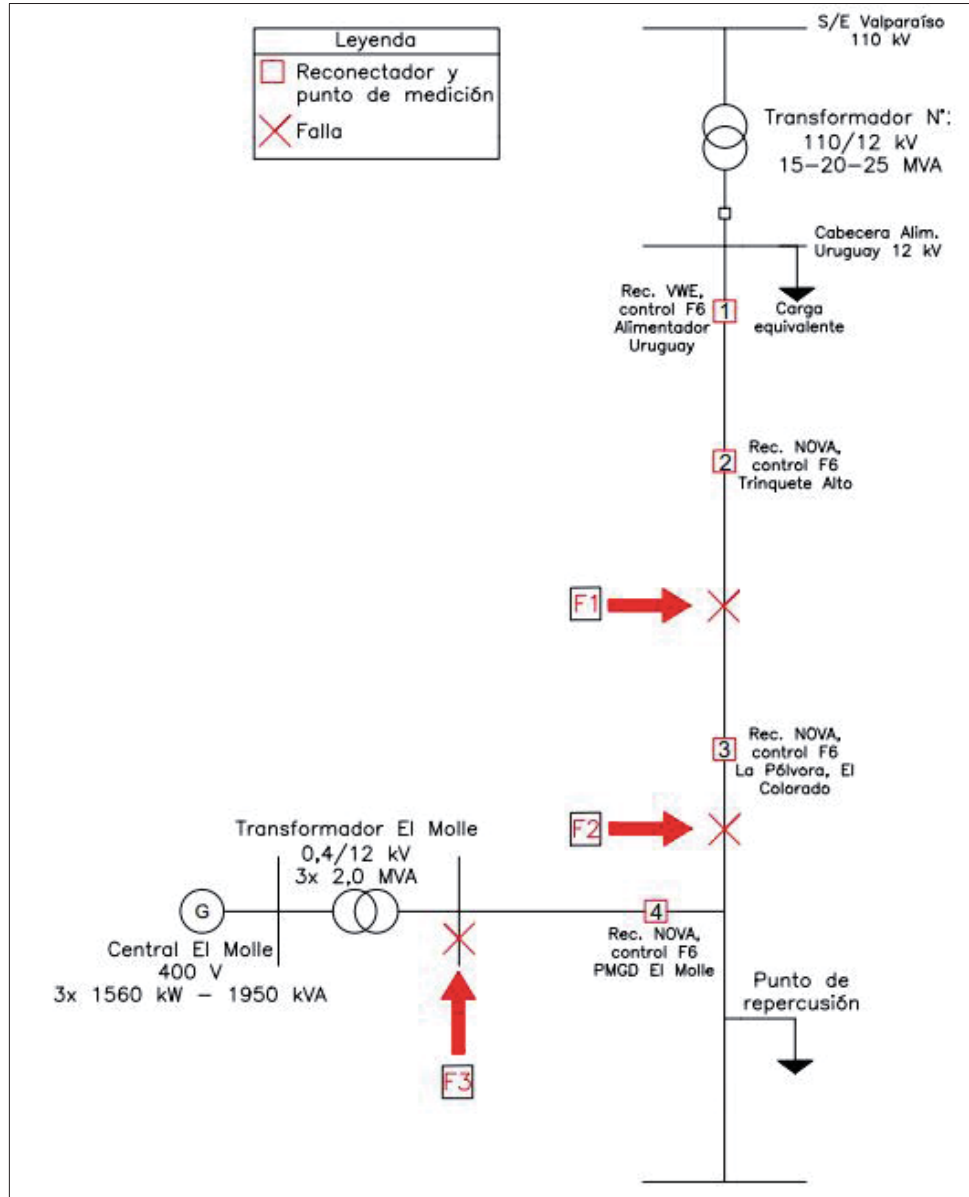 Leyenda
Reconectador y
punto de medición
Falla
S/E Valparaíso
110 kV
Transformador N°:
110/12 kV
15-20-25 MVA
Cabecera Alim.
Uruguay 12 kV
Rec. VWE,
control F6
Alimentador
Uruguay
1
Carga
equivalente
2
Rec. NOVA,
control F6
Trinquete Alto
F1
3
Rec. NOVA,
control F6
La Pólvora, El
Colorado
F2
Transformador El Molle
0,4/12 kV
3x 2,0 MVA
G
Central El Molle
400 V
3x 1560 kW - 1950 kVA
4
Rec. NOVA,
control F6
PMGD El Molle
Punto de
repercusión
F3